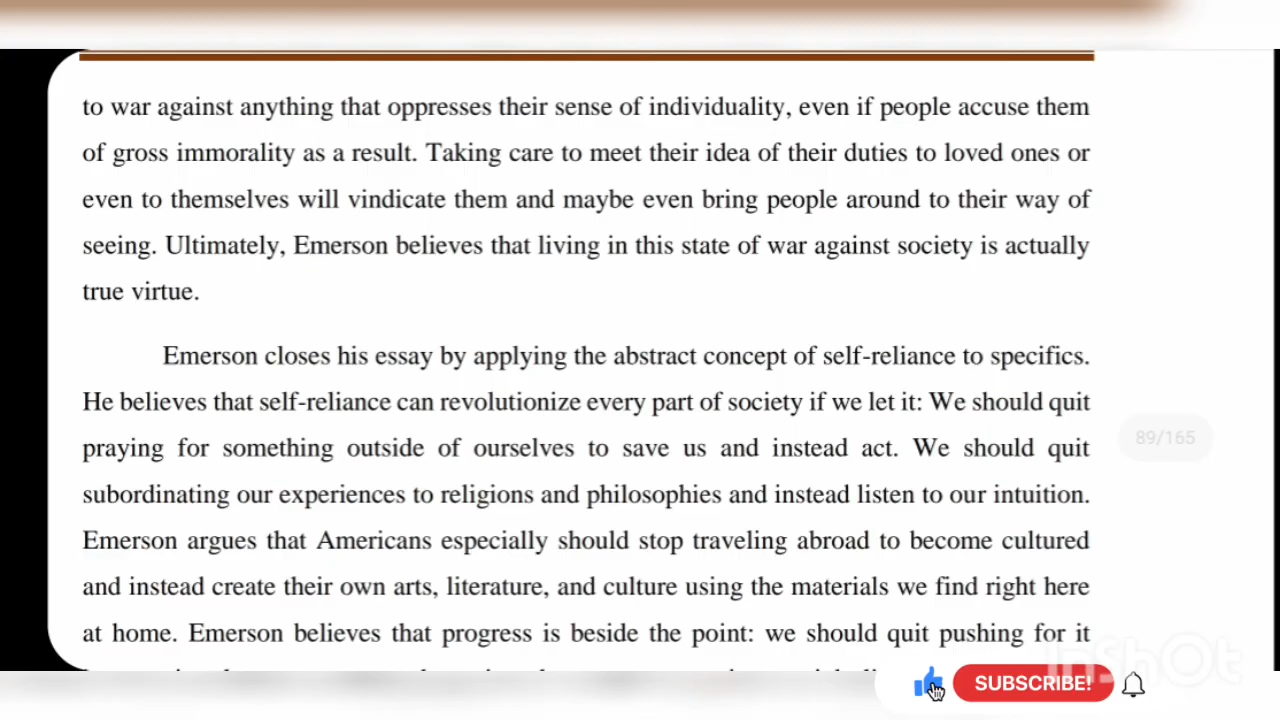 to war against anything that oppresses their sense of individuality, even if people accuse them
of gross immorality as a result. Taking care to meet their idea of their duties to loved ones or
even to themselves will vindicate them and maybe even bring people around to their way of
seeing. Ultimately, Emerson believes that living in this state of war against society is actually
true virtue.
Emerson closes his essay by applying the abstract concept of self-reliance to specifics.
He believes that self-reliance can revolutionize every part of society if we let it: We should quit
praying for something outside of ourselves to save us and instead act. We should quit
subordinating our experiences to religions and philosophies and instead listen to our intuition.
Emerson argues that Americans especially should stop traveling abroad to become cultured
and instead create their own arts, literature, and culture using the materials we find right here
at home. Emerson believes that progress is beside the point: we should quit pushing for it
89/165
InShOt
SUBSCRIBE!